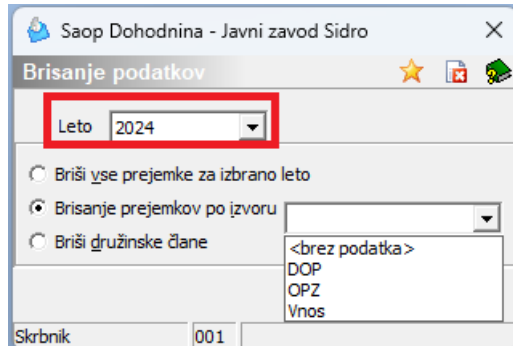 Saop Dohodnina - Javni zavod Sidro
Brisanje podatkov
Leto 2024
Briši vse prejemke za izbrano leto
Brisanje prejemkov po izvoru
Briši družinske člane
<brez podatka>
DOP
OPZ
Vnos
Skrbnik 001